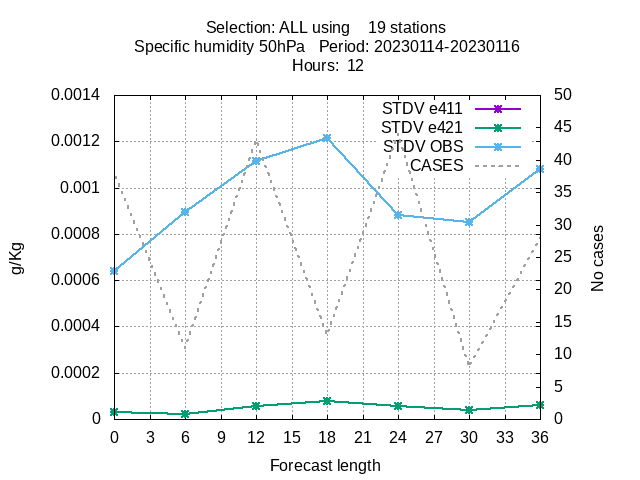 Selection: ALL using    19 stations
Specific humidity 50hPa   Period: 20230114-20230116
Hours:  12
0.0014
0.0012
0.001
0.0008
0.0006
0.0004
0.0002
0
g/Kg
50
45
40
35
30
25
20
15
10
5
0
No cases
STDV e411
STDV e421
STDV OBS
CASES
0 3 6 9 12 15 18 21 24 27 30 33 36
Forecast length